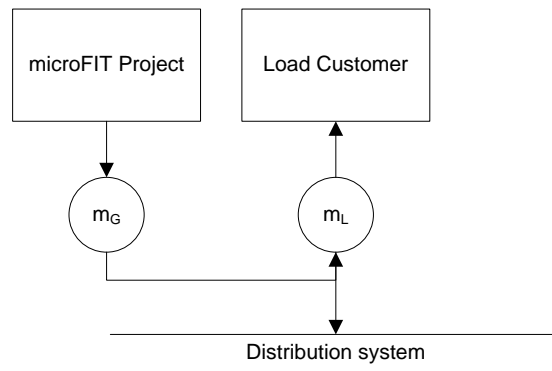 microFIT Project
Load Customer
mG
mL
Distribution system